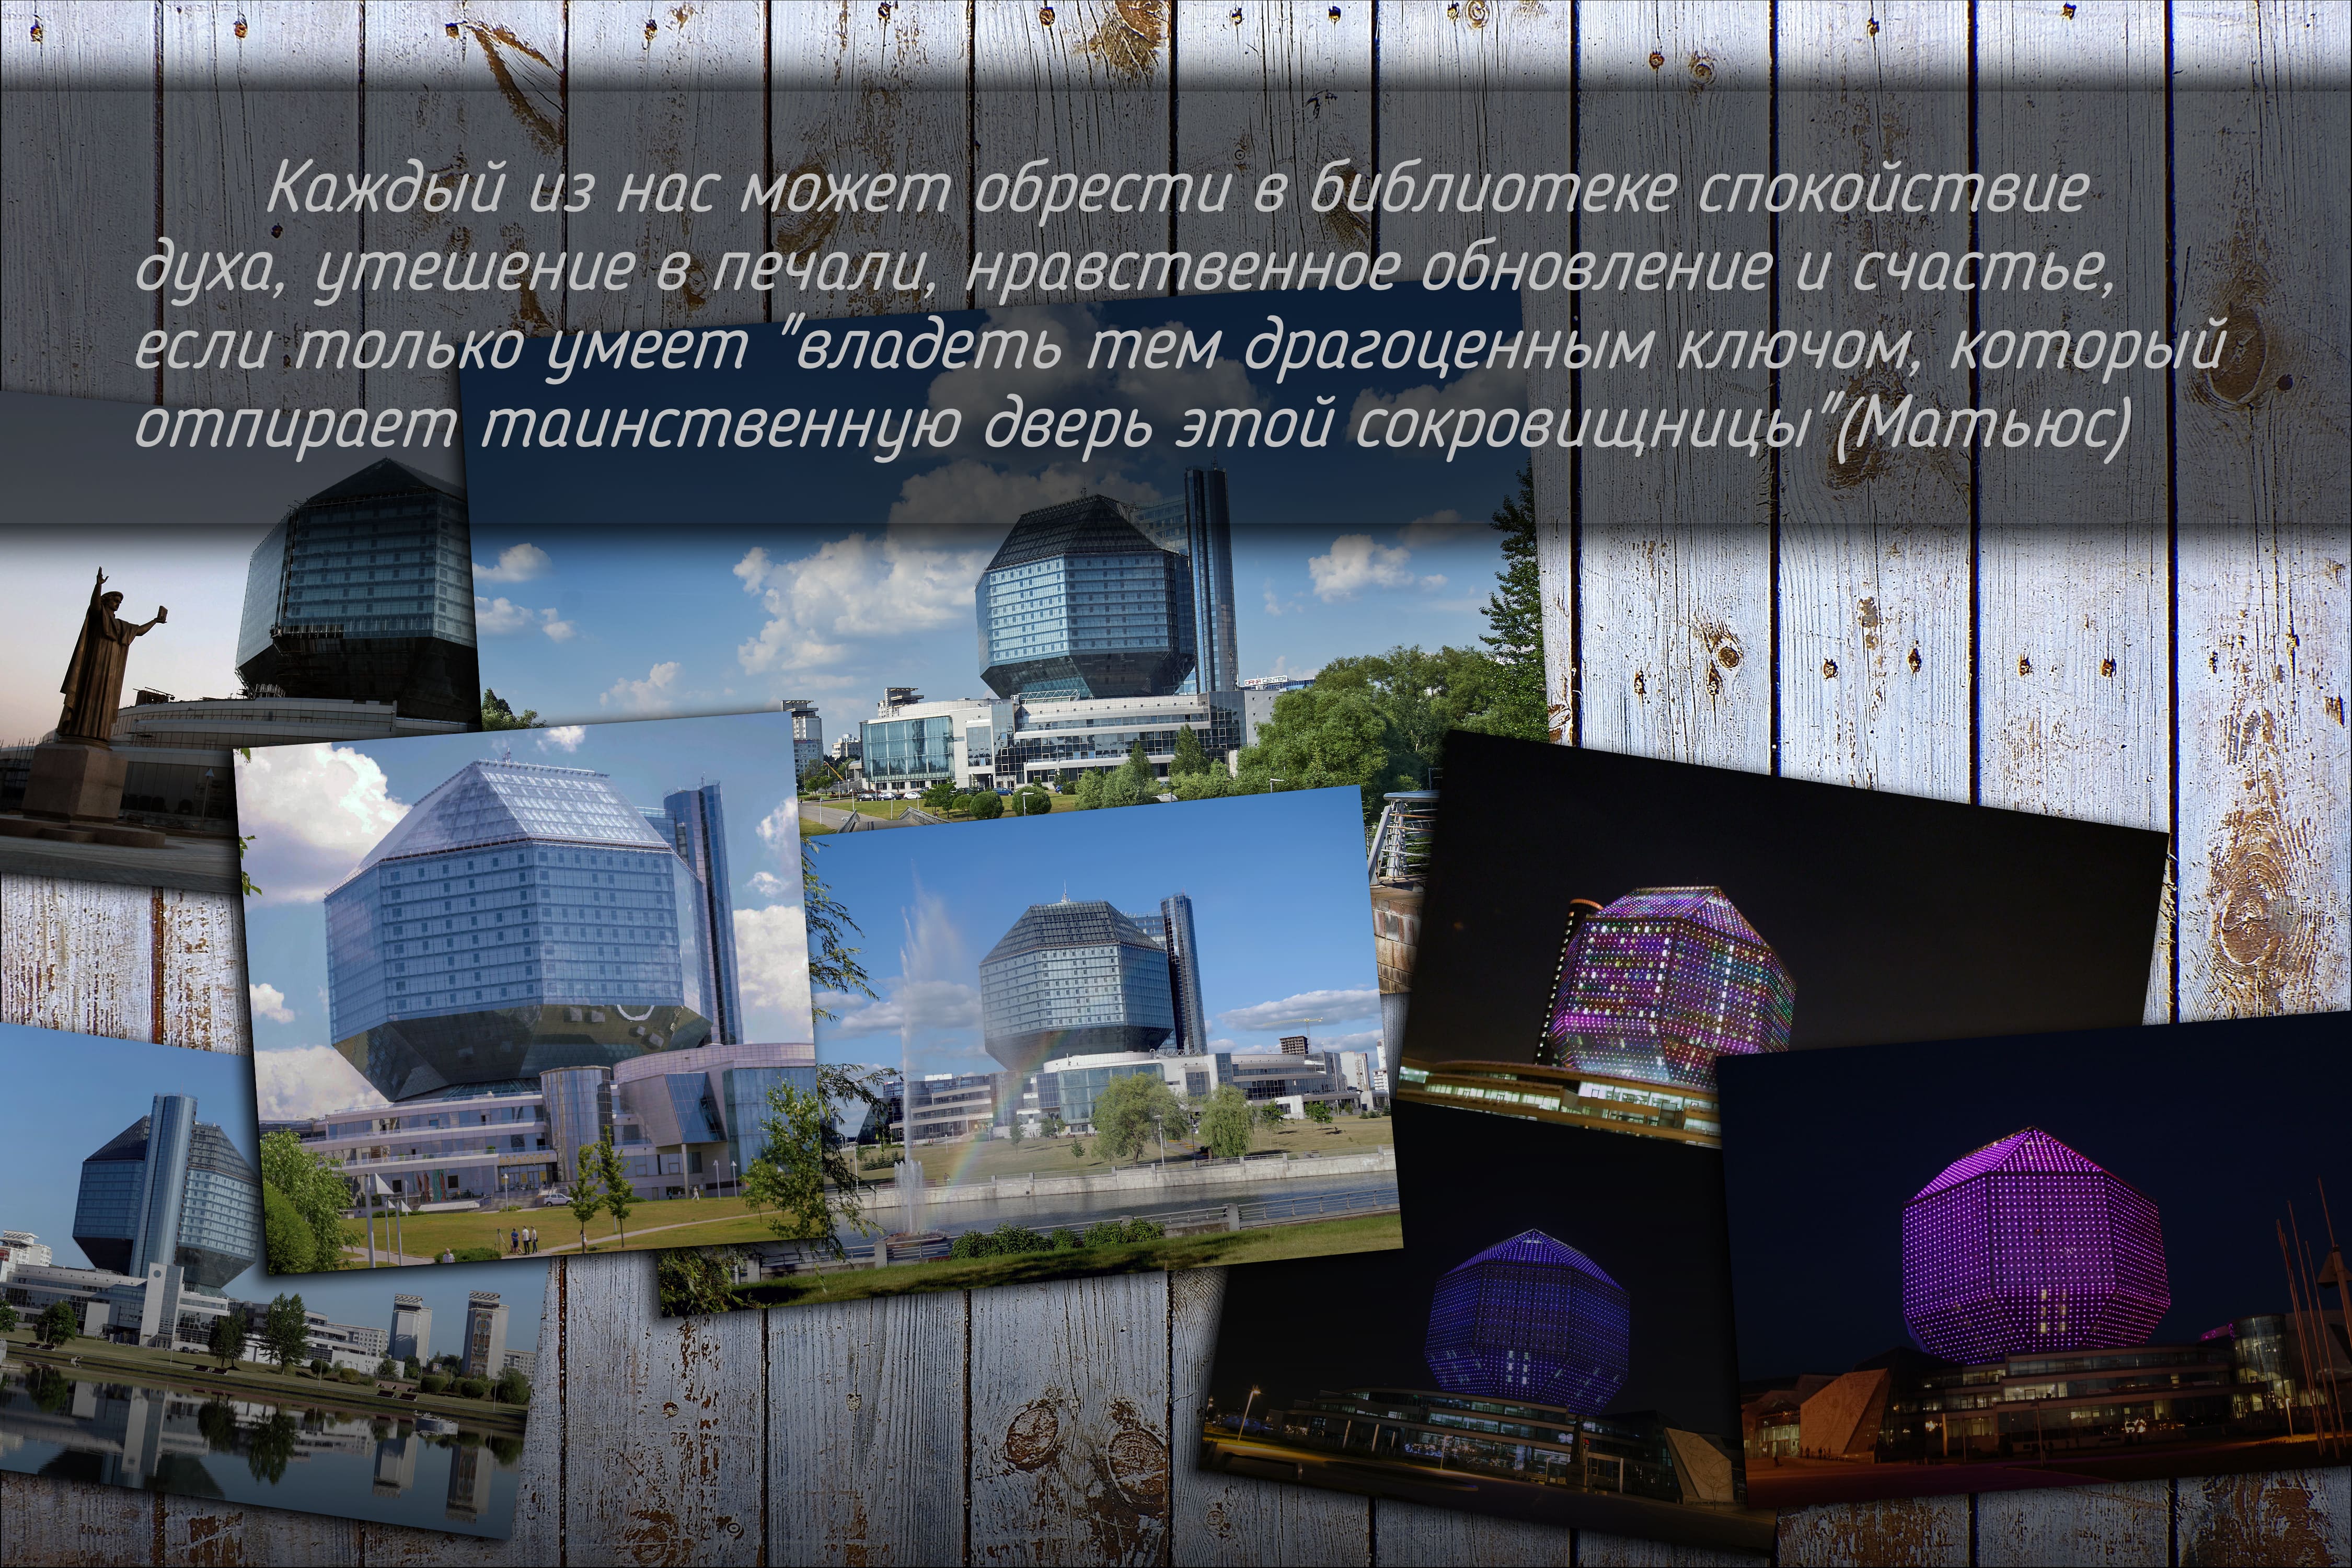 Каждый из нас может обрести в библиотеке спокойствие
духа, утешение в печали, нравственное обновление и счастье,
если только умеет "владеть тем драгоценным ключом, который
отпирает таинственную дверь этой сокровищницы"(Матьюс)